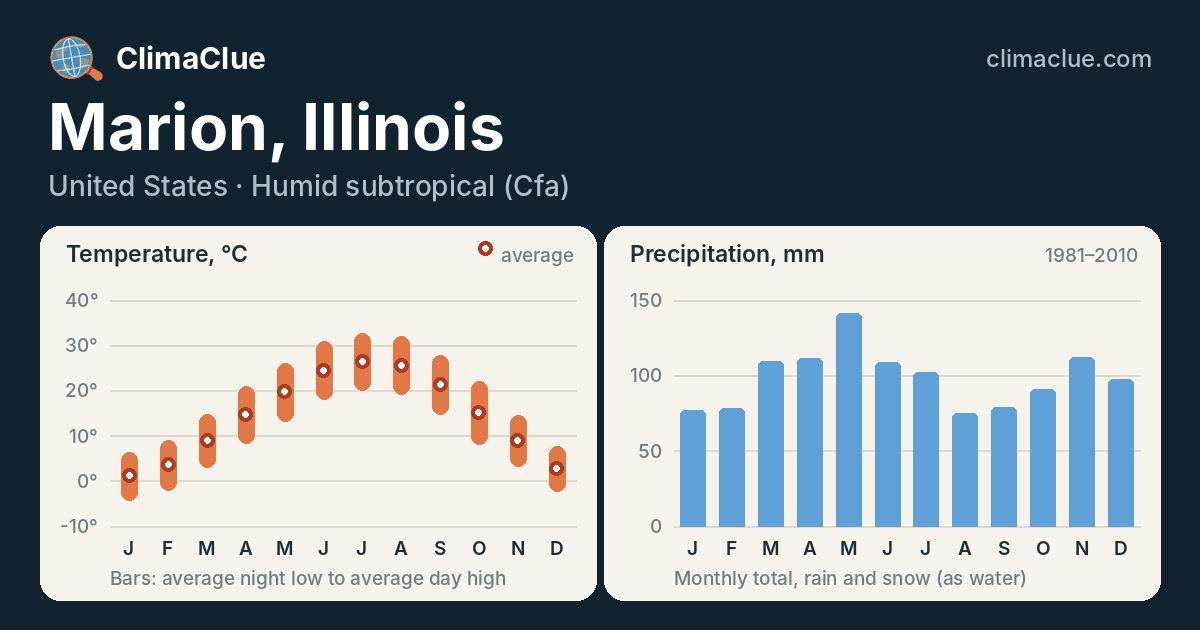 ClimaClue
climaclue.com
Marion, Illinois
United States · Humid subtropical (Cfa)
Temperature, °C
average
40°
30°
20°
10°
0°
-10°
J F M A M J J A S O N D
Bars: average night low to average day high
Precipitation, mm
1981–2010
150
100
50
0
J F M A M J J A S O N D
Monthly total, rain and snow (as water)